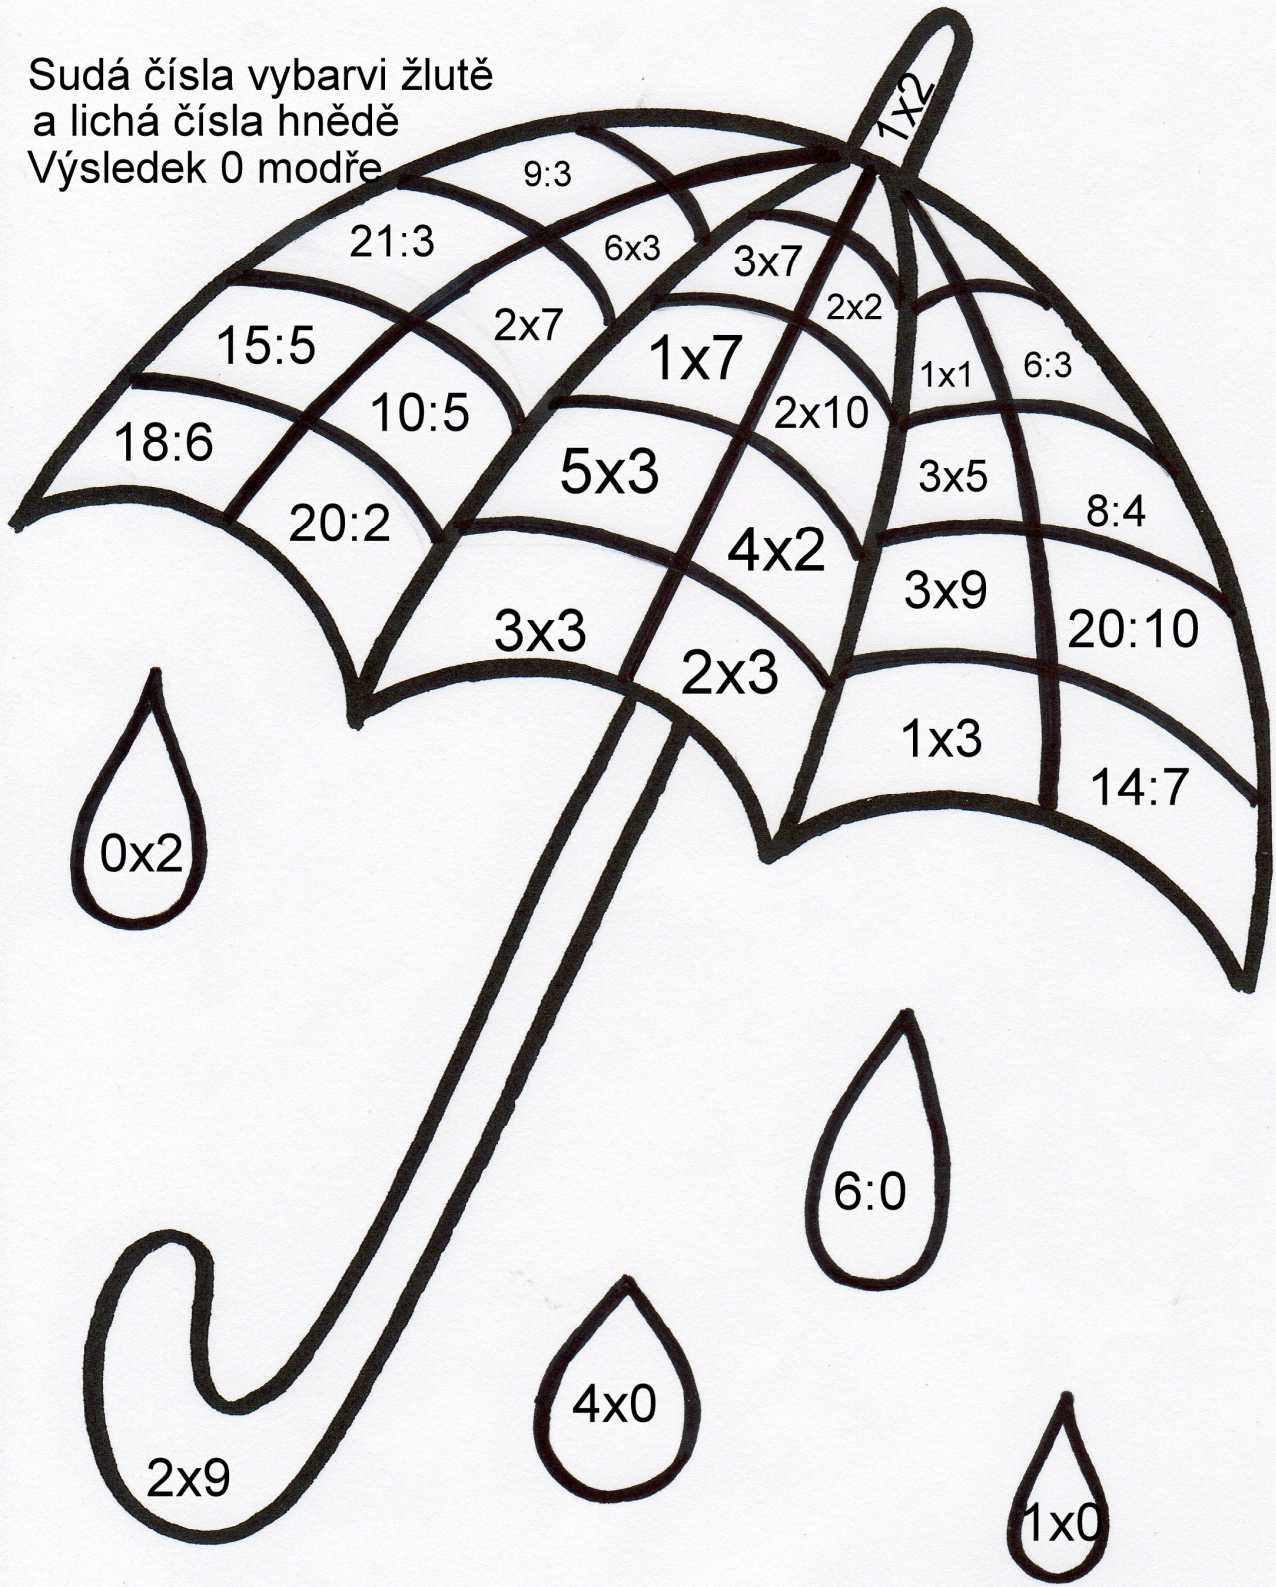 Sudá čísla vybarvi žlutě
a lichá čísla hnědě
Výsledek 0 modře
1x2
9:3
21:3
6x3
3x7
15:5
2x7
1x7
2x2
1x1
6:3
18:6
10:5
5x3
2x10
3x5
8:4
20:2
4x2
3x9
20:10
3x3
2x3
1x3
14:7
0x2
6:0
4x0
2x9
1x0